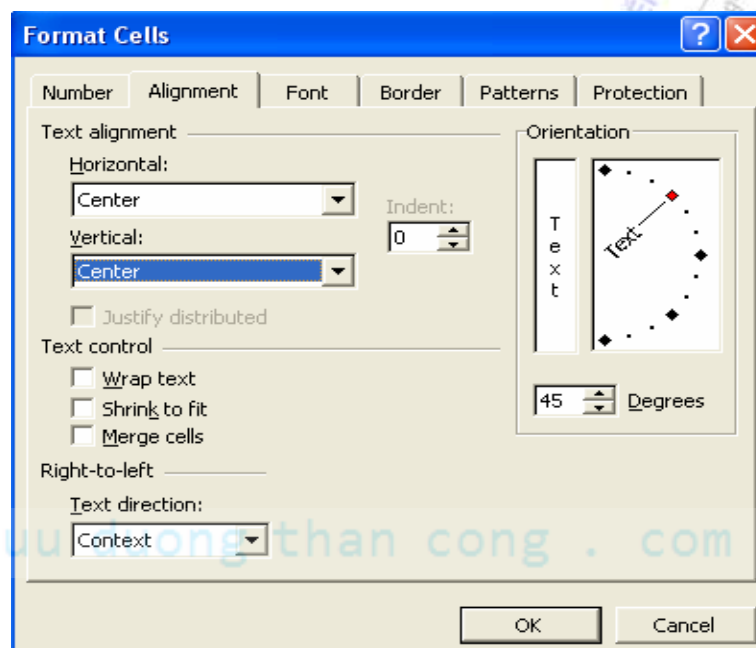 Format Cells
Number Alignment Font Border Patterns Protection
Text alignment
Horizontal:
Center
Indent:
0
Vertical:
Center
Justify distributed
Text control
Wrap text
Shrink to fit
Merge cells
Right-to-left
Text direction:
Context
Orientation
Text
Text
45 Degrees
uu duong than cong . com
OK Cancel